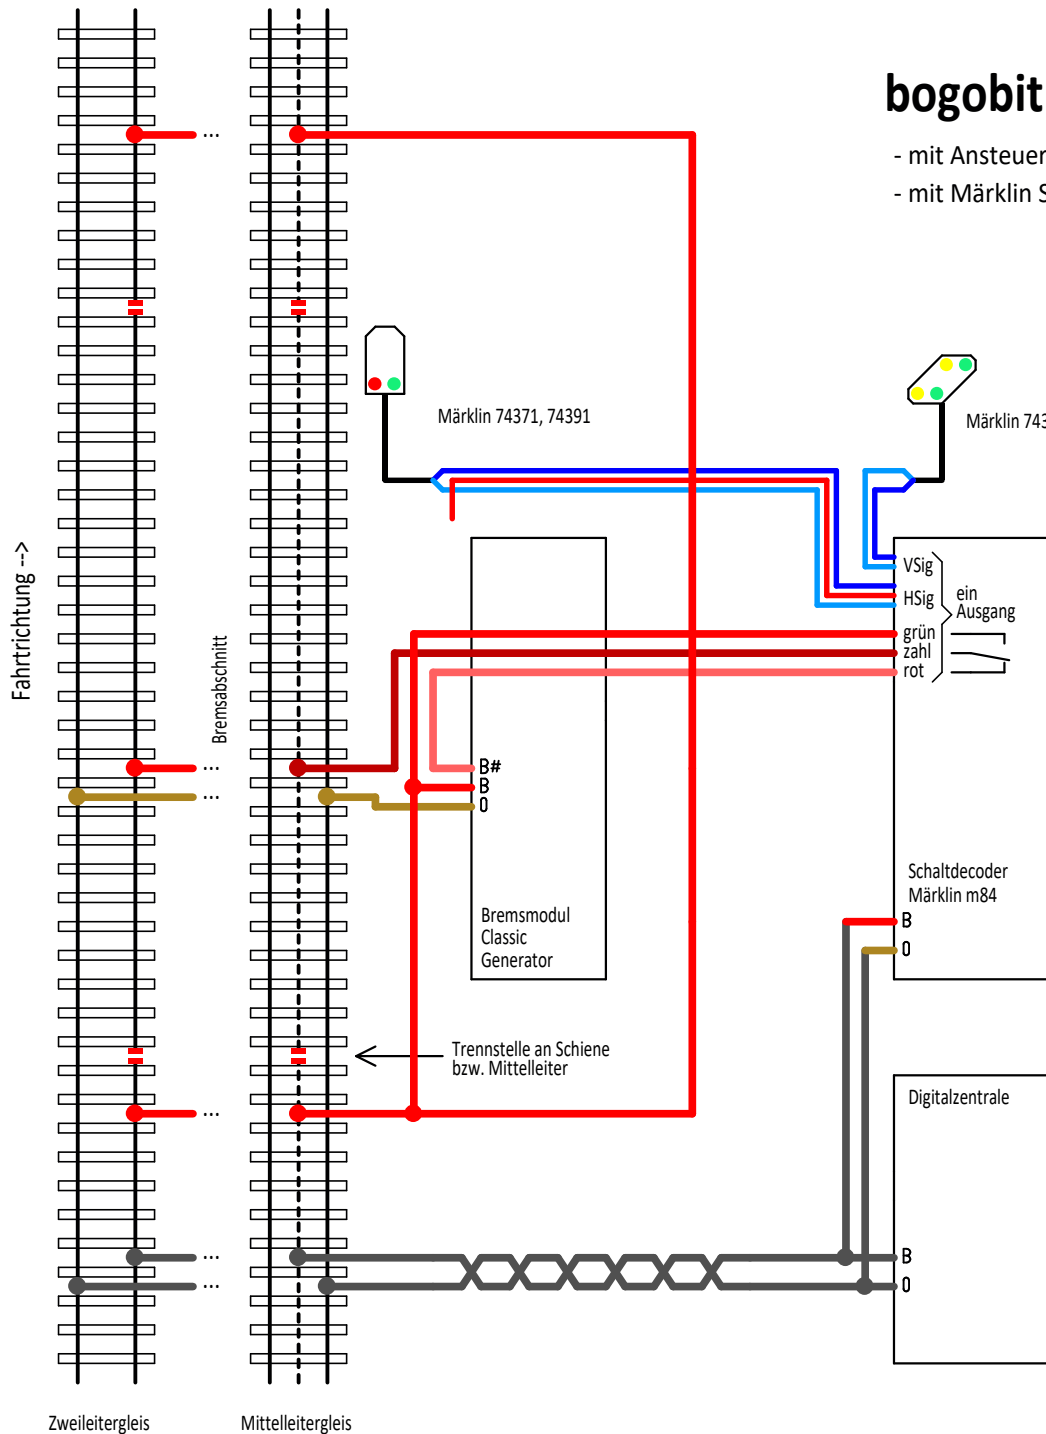 bogobit
- mit Ansteuer
- mit Märklin S
...
Märklin 74371, 74391
Märklin 743
Fahrtrichtung -->
VSig
HSig
ein
Ausgang
grün
zahl
rot
Bremsabschnitt
...
...
B#
B
0
Schaltdecoder
Märklin m84
B
0
Bremsmodul
Classic
Generator
Trennstelle an Schiene
bzw. Mittelleiter
Digitalzentrale
...
...
...
B
0
Zweileitergleis
Mittelleitergleis